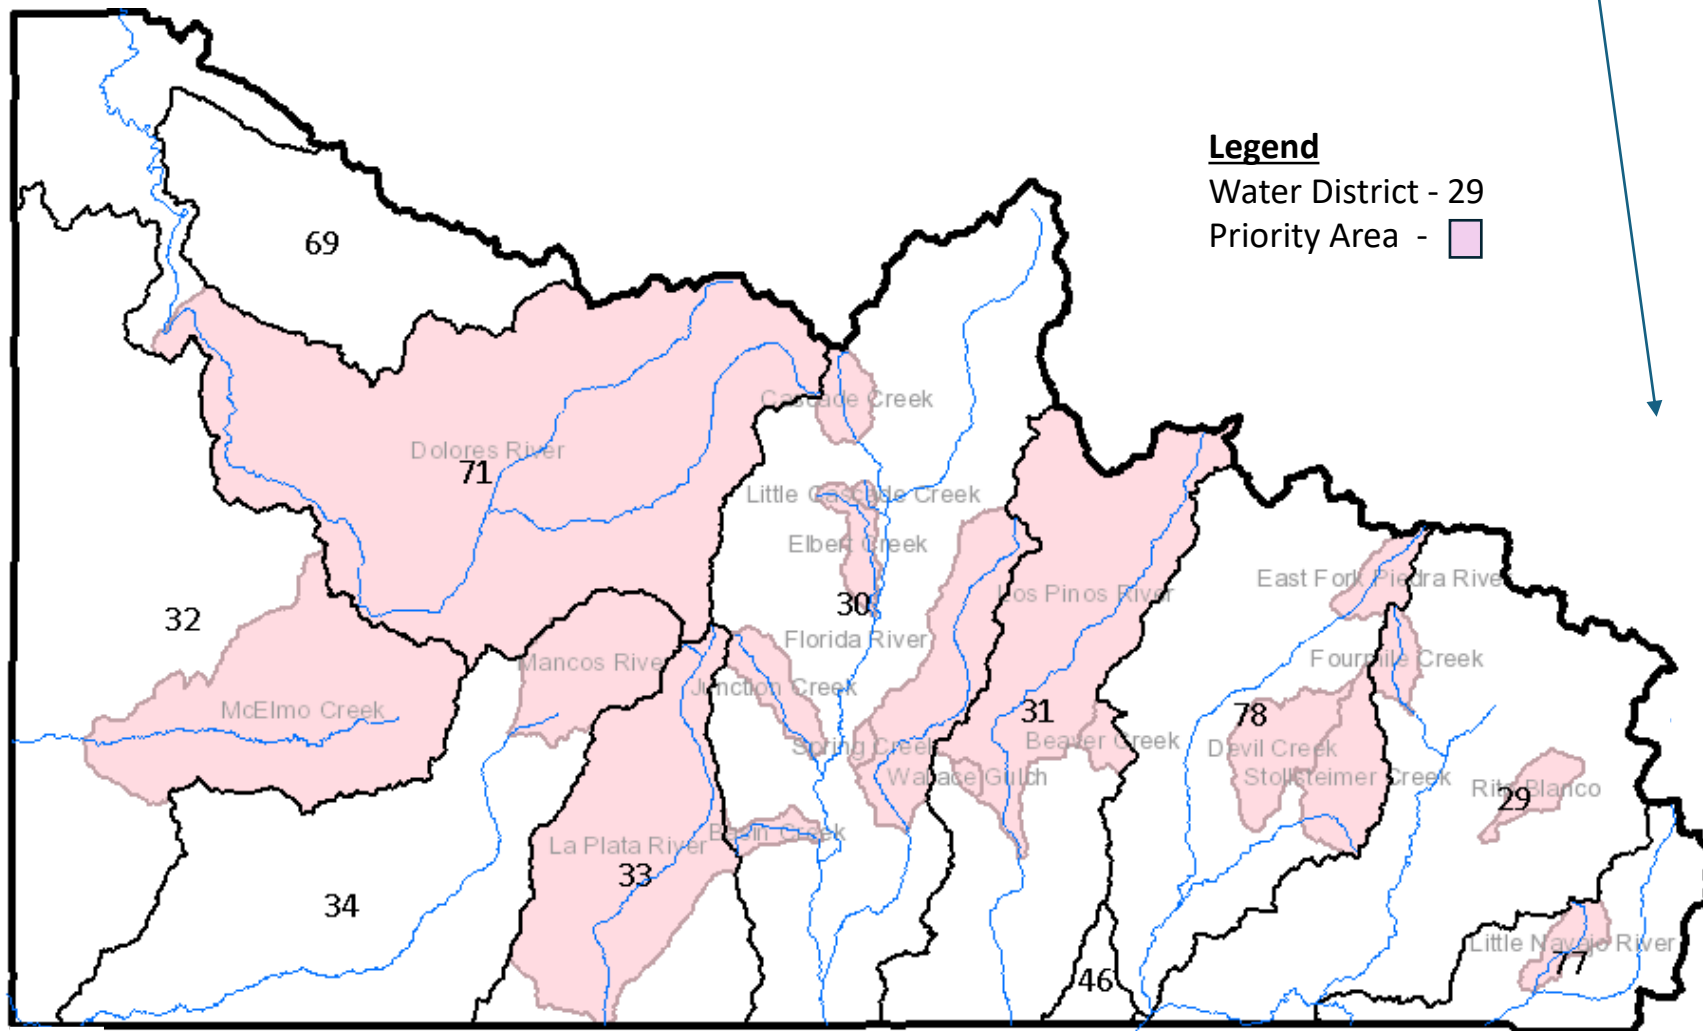 Legend
Water District - 29
Priority Area -
69
Cascade Creek
Dolores River
71
Little Cascade Creek
Elbert Creek
East Fork Piedra River
Los Pinos River
30
32
Florida River
Mancos River
Fourmile Creek
Junction Creek
McElmo Creek
31
78
Beaver Creek
Spring Creek
Devil Creek
Wallace Gulch
Stollsteimer Creek
Rito Blanco
29
Basin Creek
La Plata River
33
34
Little Navajo River
77
46